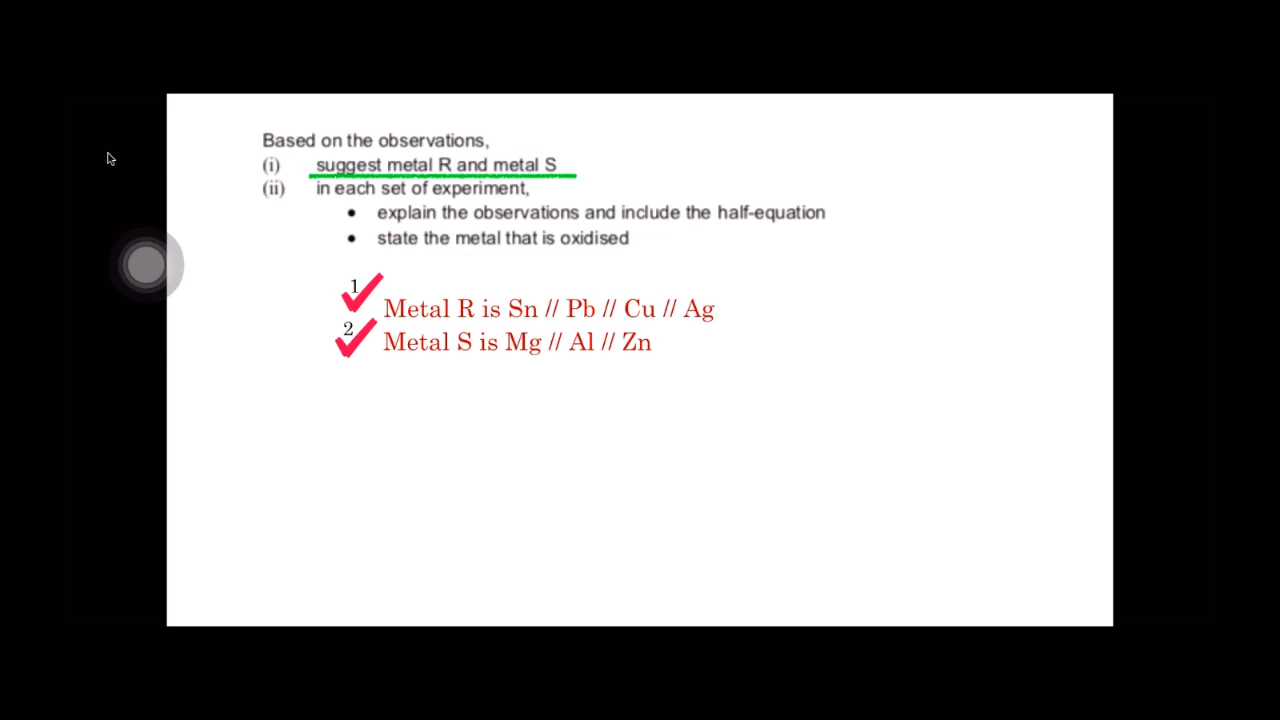 Based on the observations,
(i) suggest metal R and metal S
(ii) in each set of experiment,
• explain the observations and include the half-equation
• state the metal that is oxidised
1
Metal R is Sn // Pb // Cu // Ag
2
Metal S is Mg // Al // Zn